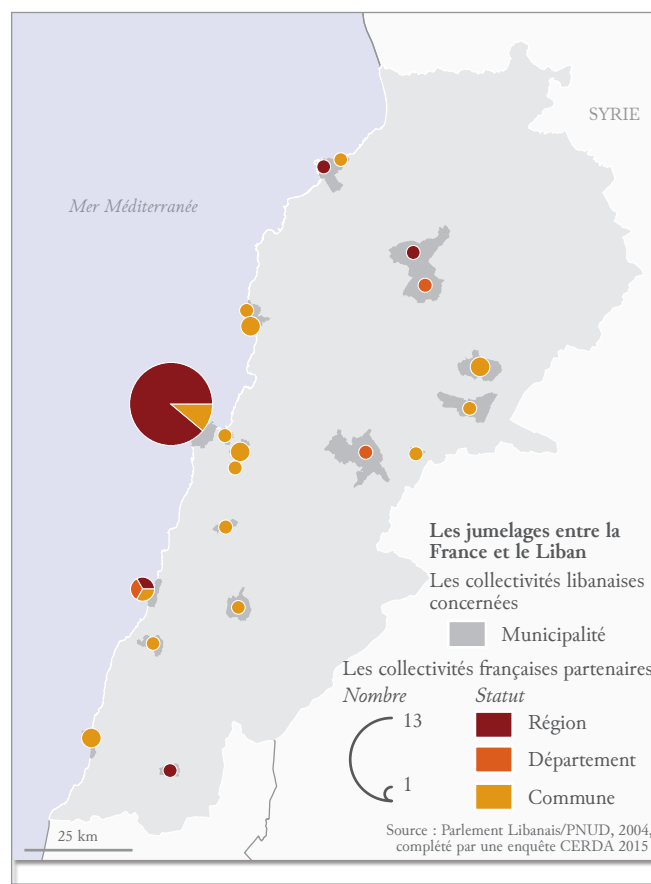 SYRIE
Mer Méditerranée
Les jumelages entre la
France et le Liban
Les collectivités libanaises
concernées
Municipalité
Les collectivités françaises partenaires
Nombre
Statut
13
1
Région
Département
Commune
25 km
Source : Parlement Libanais/PNUD, 2004,
complété par une enquête CERDA 2015